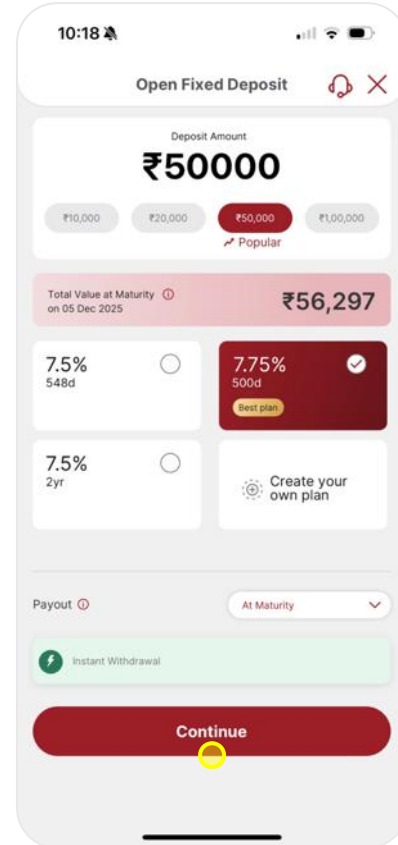 10:18
Open Fixed Deposit
Deposit Amount
₹50000
₹10,000 ₹20,000 ₹50,000 ₹1,00,000
Popular
Total Value at Maturity
on 05 Dec 2025
₹56,297
7.5%
548d
7.75%
500d
Best plan
7.5%
2yr
Create your
own plan
Payout At Maturity
Instant Withdrawal
Continue